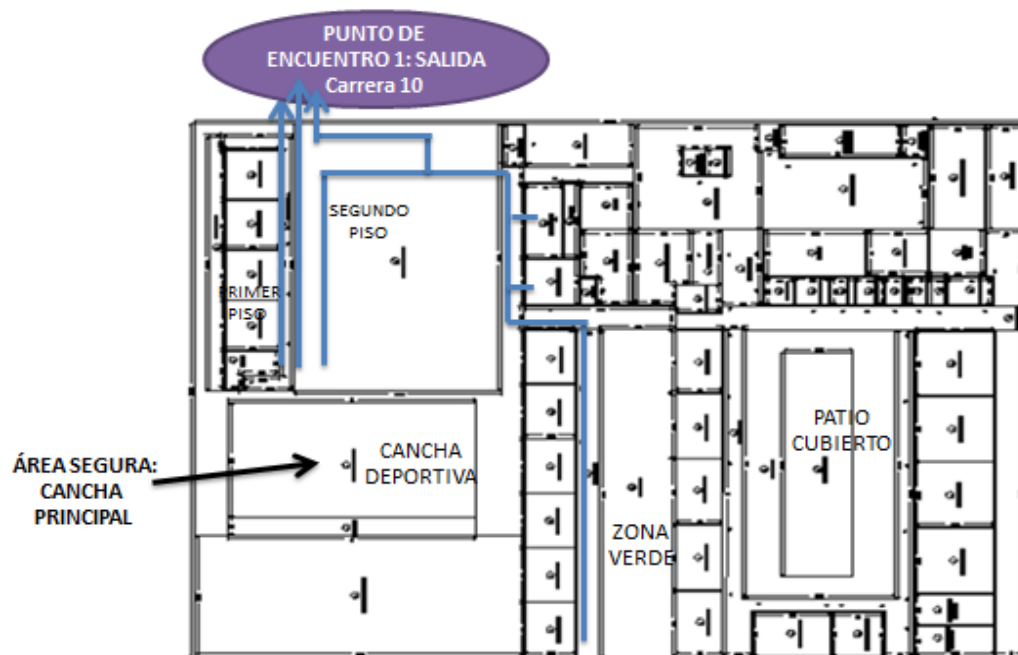 PUNTO DE
ENCUENTRO 1: SALIDA
Carrera 10
SEGUNDO
PISO
PRIMER
PISO
CANCHA
DEPORTIVA
ÁREA SEGURA:
CANCHA
PRINCIPAL
PATIO
CUBIERTO
ZONA
VERDE